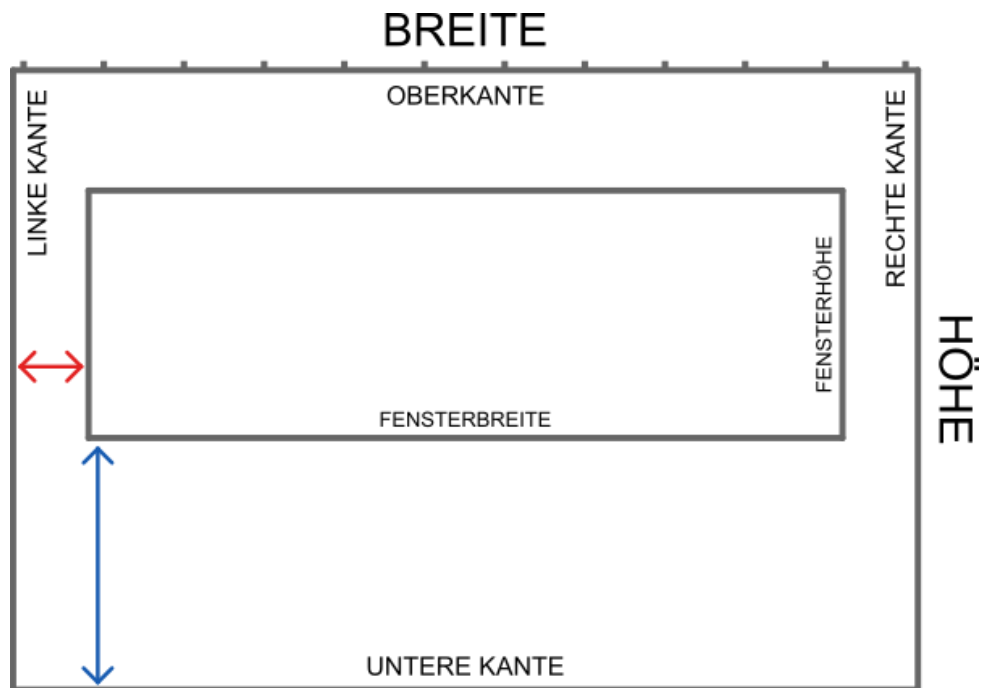 BREITE
OBERKANTE
LINKE KANTE
RECHTE KANTE
FENSTERHÖHE
HÖHE
FENSTERBREITE
UNTERE KANTE